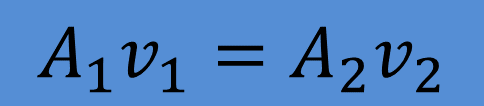 A₁v₁ = A₂v₂